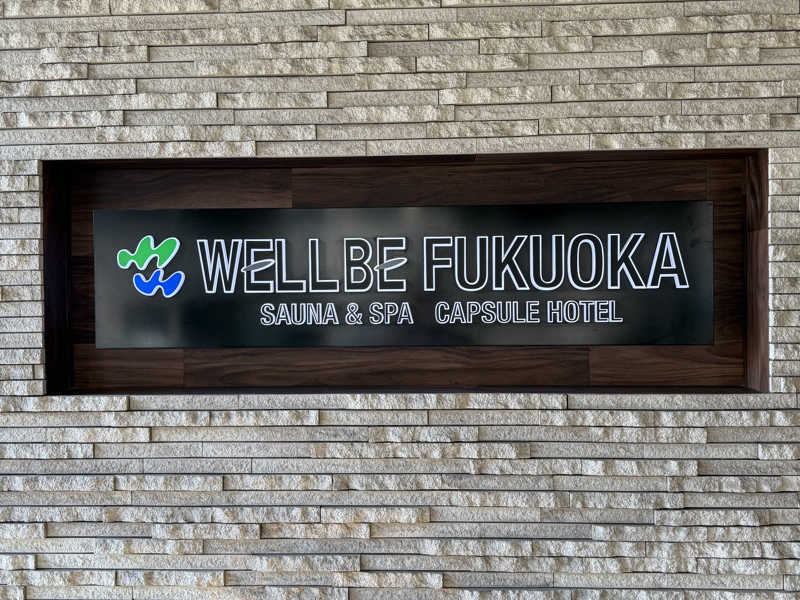 WELLBE FUKUOKA
SAUNA & SPA CAPSULE HOTEL